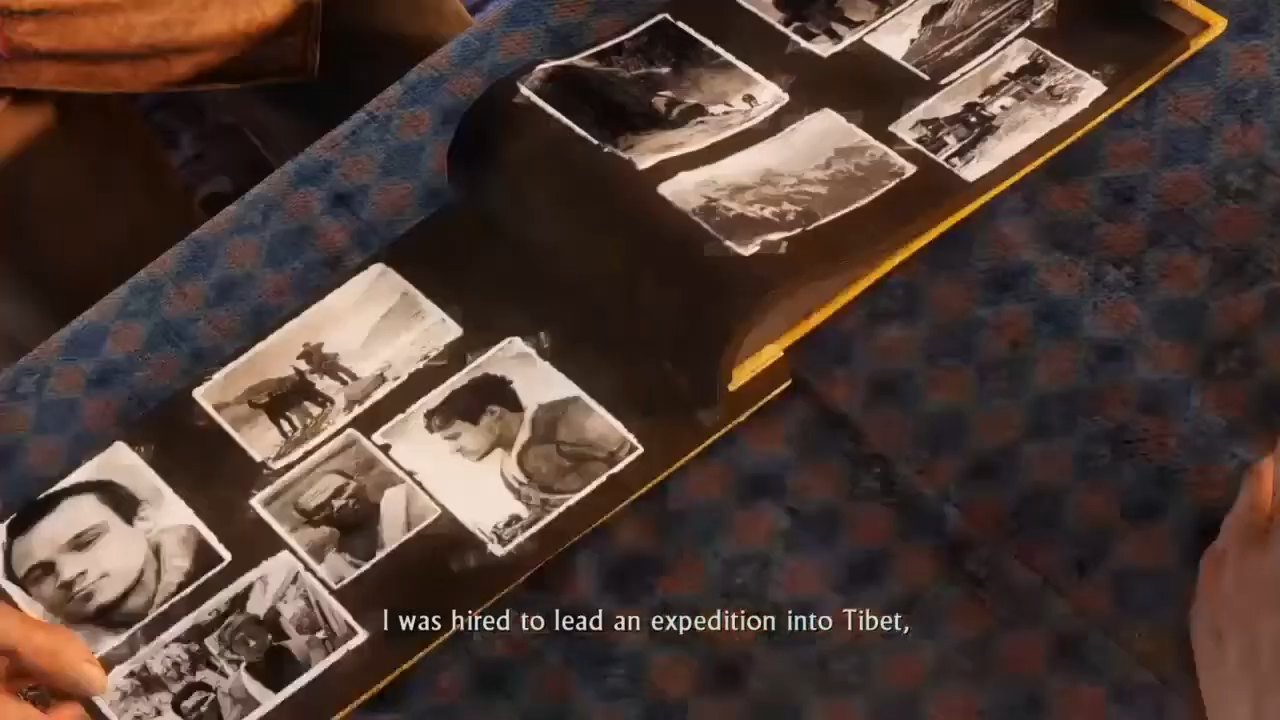 I was hired to lead an expedition into Tibet,